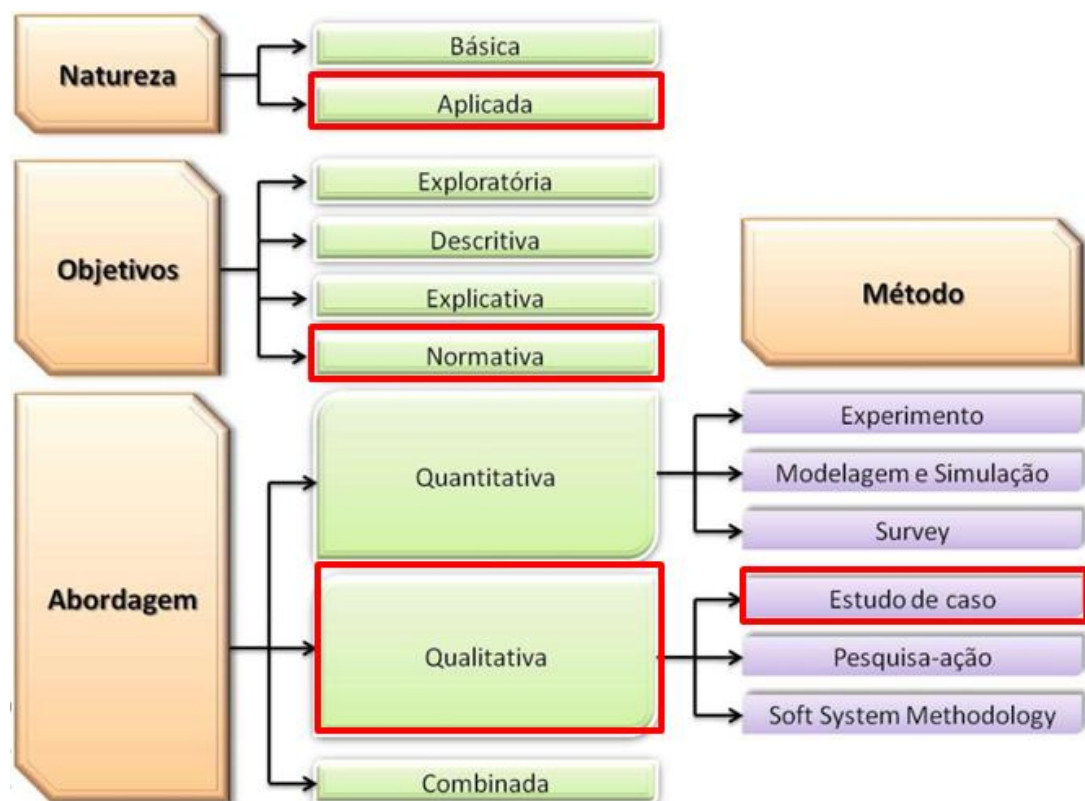 Natureza
Básica
Aplicada
Objetivos
Exploratória
Descritiva
Explicativa
Normativa
Método
Abordagem
Quantitativa
Experimento
Modelagem e Simulação
Survey
Qualitativa
Estudo de caso
Pesquisa-ação
Soft System Methodology
Combinada